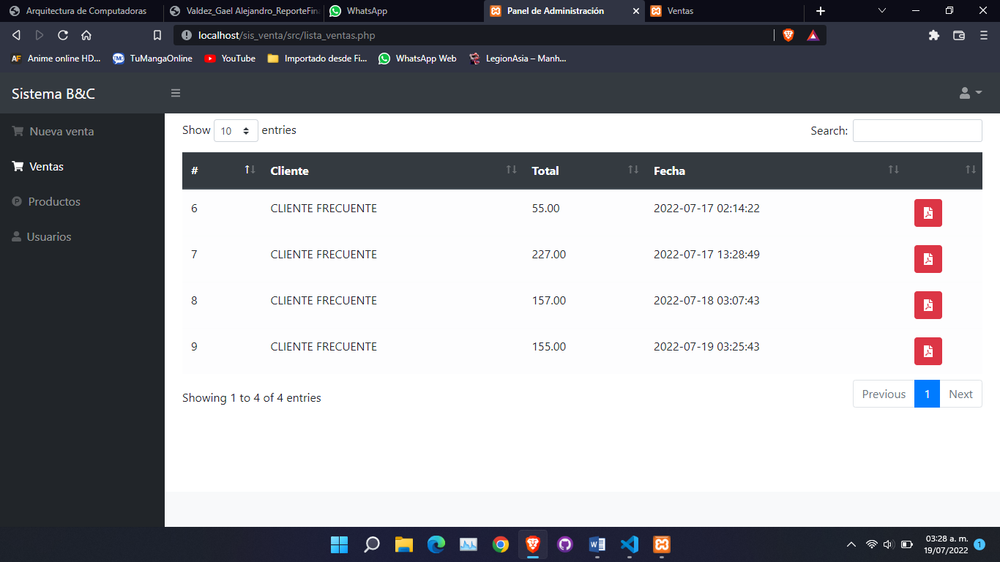 Arquitectura de Computadoras
Valdez_Gael Alejandro_ReporteFina
WhatsApp
Panel de Administración
Ventas
localhost/sis_venta/src/lista_ventas.php
AF Anime online HD...
TMO TuMangaOnline
YouTube
Importado desde Fi...
WhatsApp Web
LegionAsia – Manh...
Sistema B&C
Nueva venta
Ventas
Productos
Usuarios
Show 10 entries
Search:
# Cliente Total Fecha
6 CLIENTE FRECUENTE 55.00 2022-07-17 02:14:22
7 CLIENTE FRECUENTE 227.00 2022-07-17 13:28:49
8 CLIENTE FRECUENTE 157.00 2022-07-18 03:07:43
9 CLIENTE FRECUENTE 155.00 2022-07-19 03:25:43
Showing 1 to 4 of 4 entries
Previous 1 Next
03:28 a. m.
19/07/2022
1